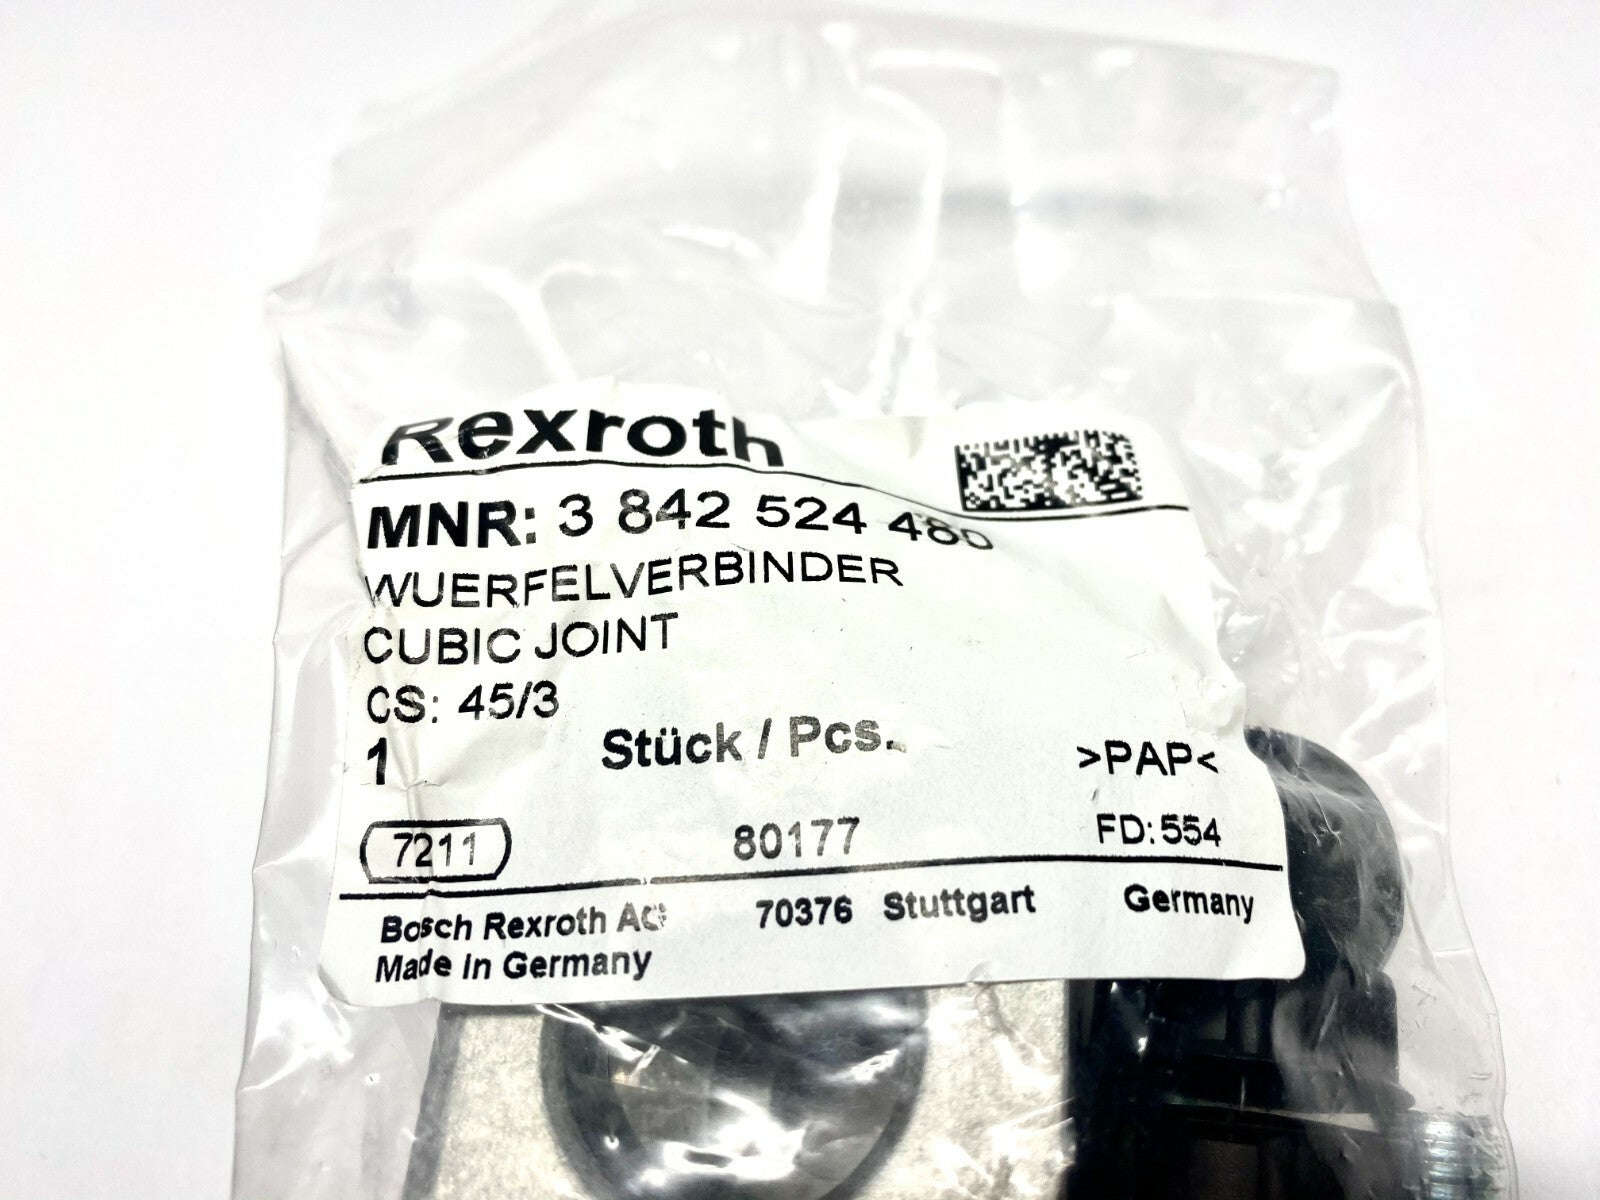 Rexroth
MNR: 3 842 524 480
WUERFELVERBINDER
CUBIC JOINT
CS: 45/3
1 Stück / Pcs. >PAP<
7211 80177 FD: 554
Bosch Rexroth AG 70376 Stuttgart Germany
Made in Germany